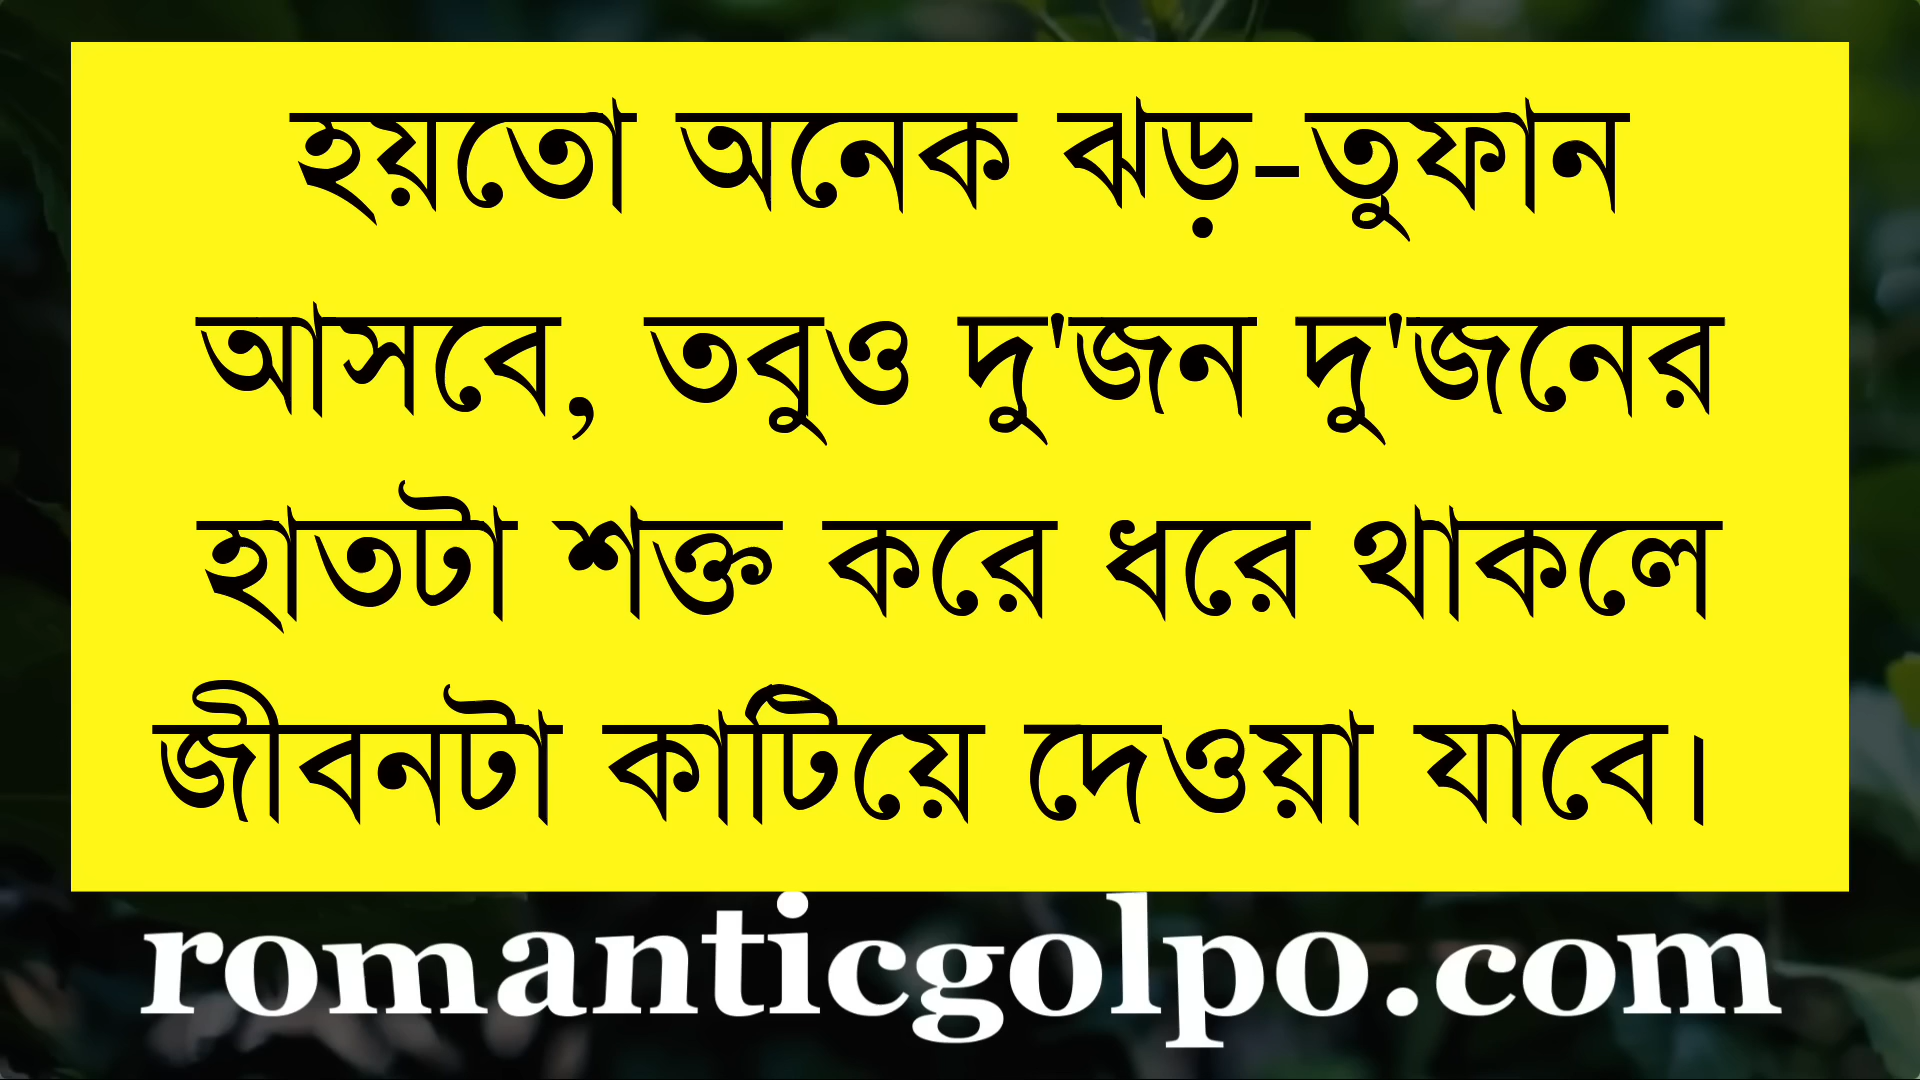 হয়তো অনেক ঝড়-তুফান
আসবে, তবুও দু'জন দু'জনের
হাতটা শক্ত করে ধরে থাকলে
জীবনটা কাটিয়ে দেওয়া যাবে।
romanticgolpo.com